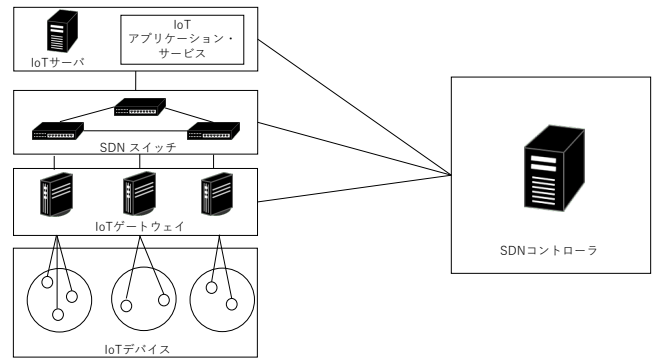 IoT
アプリケーション・
サービス
IoTサーバ
SDN スイッチ
IoTゲートウェイ
SDNコントローラ
IoTデバイス